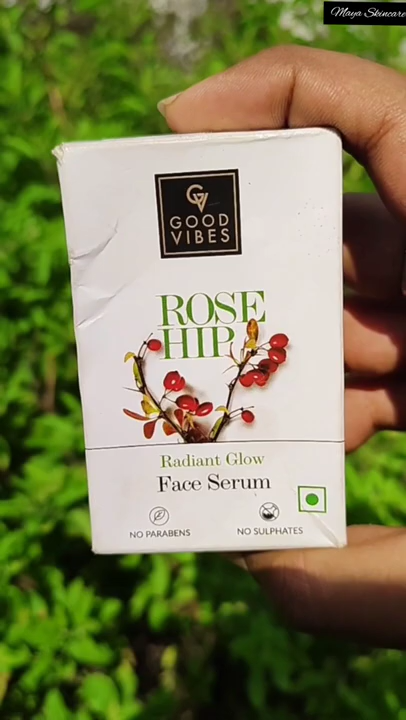 Maya Skincare
GV
GOOD
VIBES
ROSE
HIP
Radiant Glow
Face Serum
NO PARABENS
NO SULPHATES